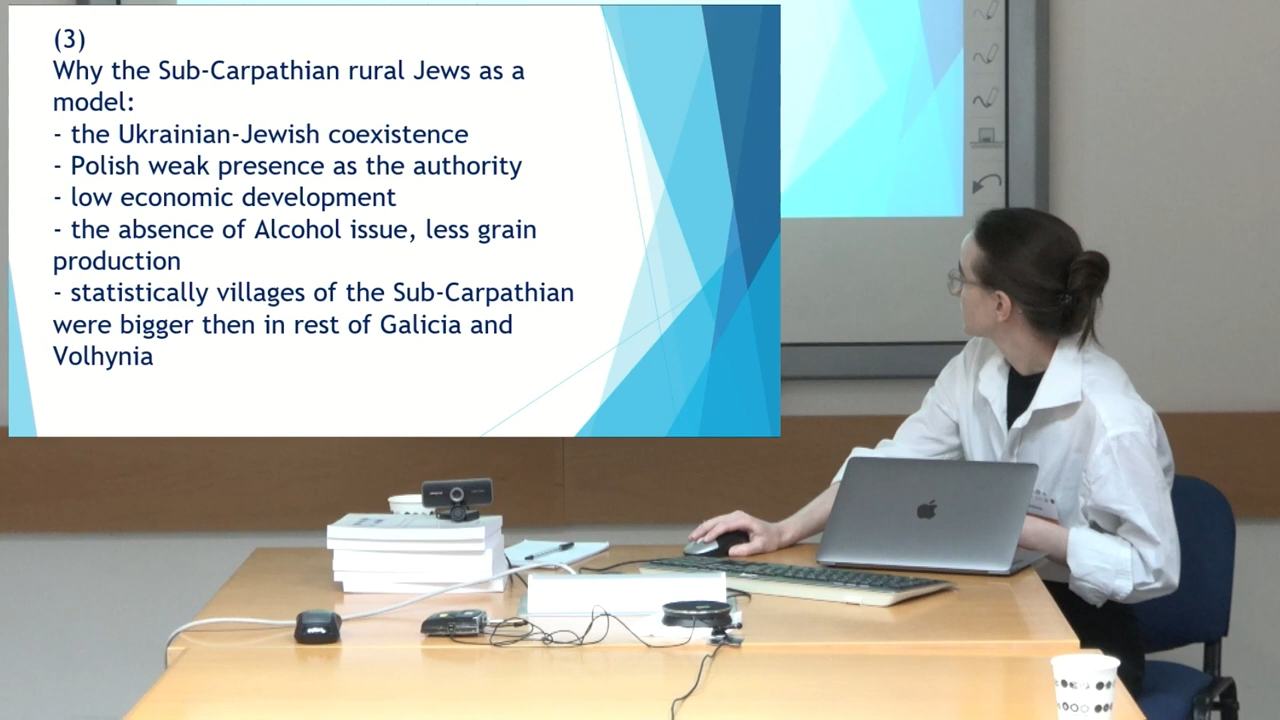 (3)
Why the Sub-Carpathian rural Jews as a
model:
- the Ukrainian-Jewish coexistence
- Polish weak presence as the authority
- low economic development
- the absence of Alcohol issue, less grain
production
- statistically villages of the Sub-Carpathian
were bigger then in rest of Galicia and
Volhynia